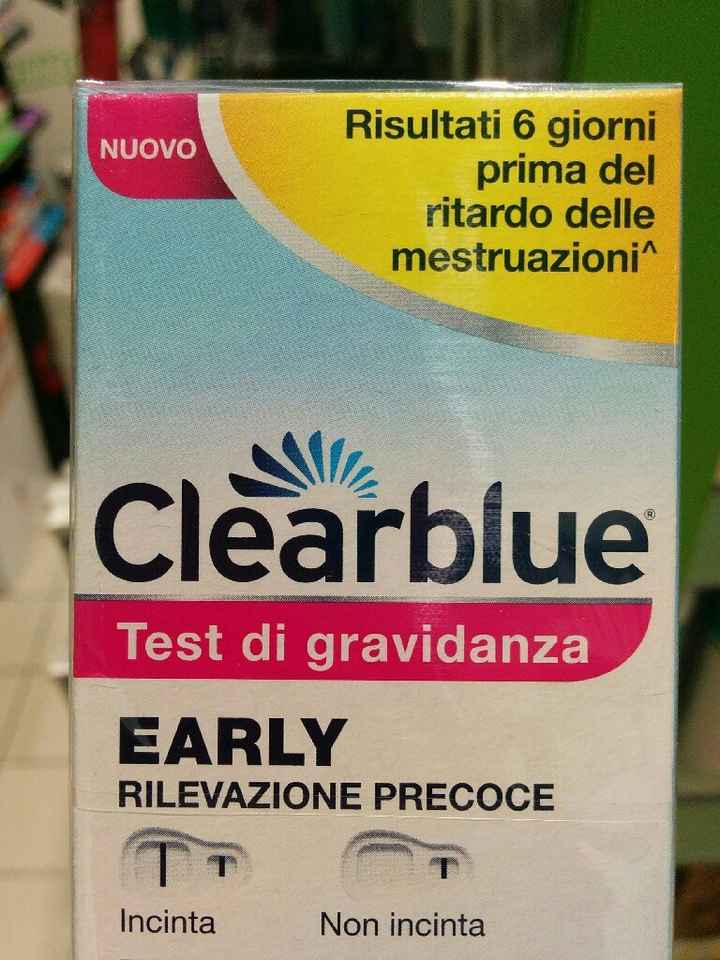 NUOVO
Risultati 6 giorni
prima del
ritardo delle
mestruazioni^
Clearblue®
Test di gravidanza
EARLY
RILEVAZIONE PRECOCE
Incinta
Non incinta